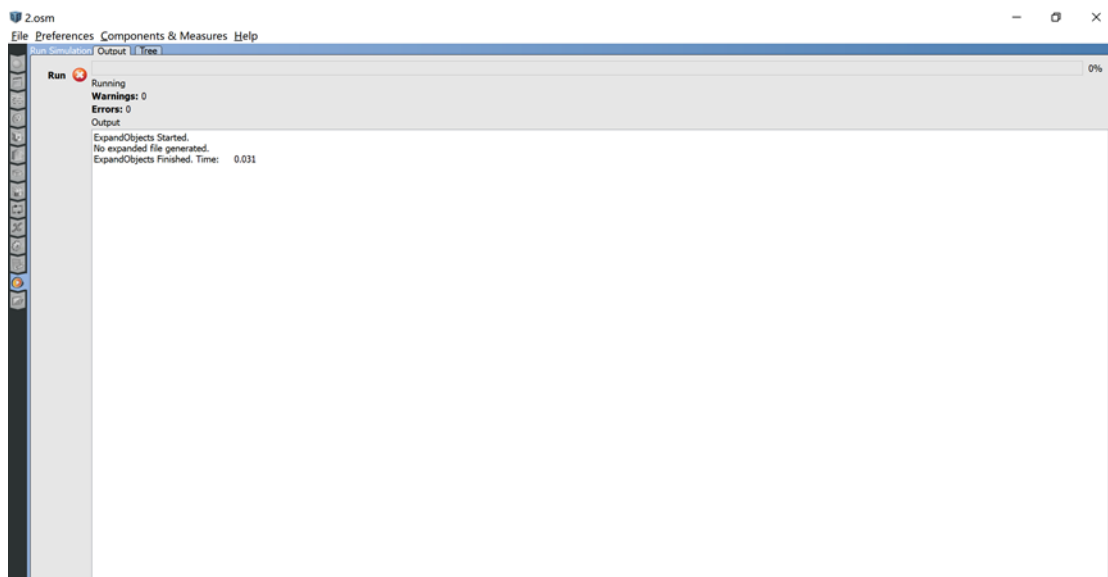 2.osm
File Preferences Components & Measures Help
Run Simulation Output Tree
Run 0%
Running
Warnings: 0
Errors: 0
Output
ExpandObjects Started.
No expanded file generated.
ExpandObjects Finished. Time: 0.031